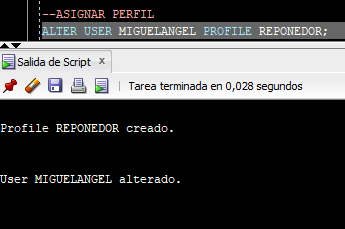 --ASIGNAR PERFIL
ALTER USER MIGUELANGEL PROFILE REPONEDOR;
Salida de Script x
Tarea terminada en 0,028 segundos
Profile REPONEDOR creado.
User MIGUELANGEL alterado.